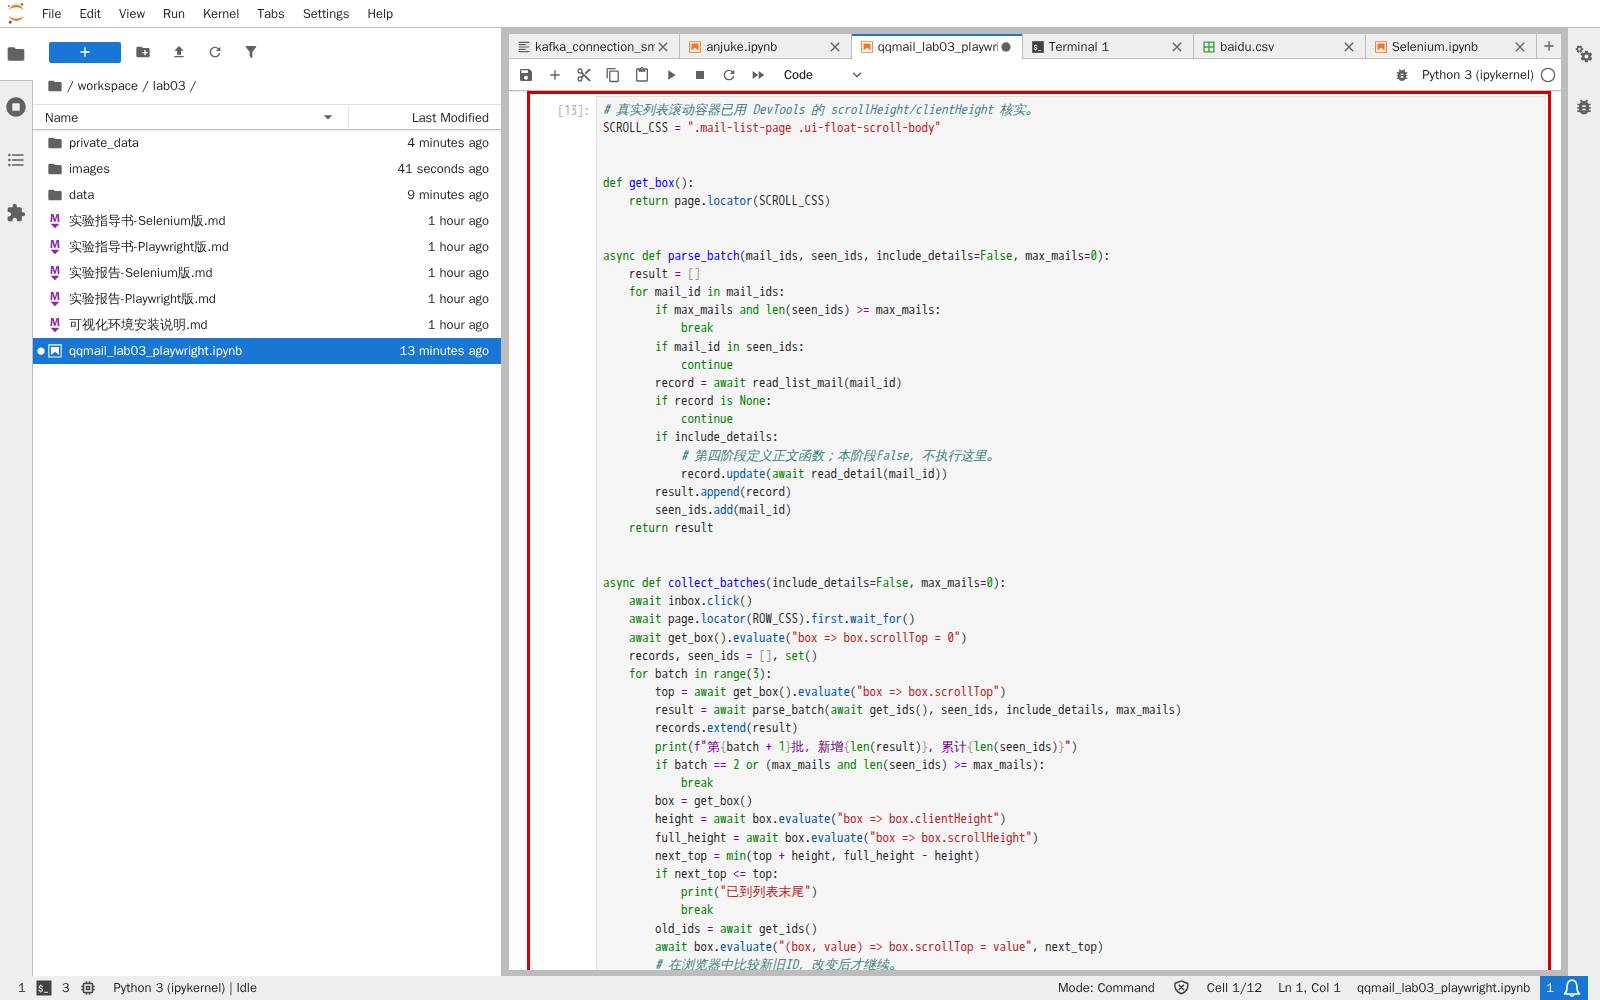 File Edit View Run Kernel Tabs Settings Help
/ workspace / lab03 /
Name Last Modified
private_data 4 minutes ago
images 41 seconds ago
data 9 minutes ago
实验指导书-Selenium版.md 1 hour ago
实验指导书-Playwright版.md 1 hour ago
实验报告-Selenium版.md 1 hour ago
实验报告-Playwright版.md 1 hour ago
可视化环境安装说明.md 1 hour ago
qqmail_lab03_playwright.ipynb 13 minutes ago
kafka_connection_sm anjuke.ipynb qqmail_lab03_playwri Terminal 1 baidu.csv Selenium.ipynb
Code Python 3 (ipykernel)
[13]: # 真实列表滚动容器已用 DevTools 的 scrollHeight/clientHeight 核实。
SCROLL_CSS = ".mail-list-page .ui-float-scroll-body"
def get_box():
    return page.locator(SCROLL_CSS)
async def parse_batch(mail_ids, seen_ids, include_details=False, max_mails=0):
    result = []
    for mail_id in mail_ids:
        if max_mails and len(seen_ids) >= max_mails:
            break
        if mail_id in seen_ids:
            continue
        record = await read_list_mail(mail_id)
        if record is None:
            continue
        if include_details:
            # 第四阶段定义正文函数；本阶段False, 不执行这里。
            record.update(await read_detail(mail_id))
        result.append(record)
        seen_ids.add(mail_id)
    return result
async def collect_batches(include_details=False, max_mails=0):
    await inbox.click()
    await page.locator(ROW_CSS).first.wait_for()
    await get_box().evaluate("box => box.scrollTop = 0")
    records, seen_ids = [], set()
    for batch in range(3):
        top = await get_box().evaluate("box => box.scrollTop")
        result = await parse_batch(await get_ids(), seen_ids, include_details, max_mails)
        records.extend(result)
        print(f"第{batch + 1}批, 新增{len(result)}, 累计{len(seen_ids)}")
        if batch == 2 or (max_mails and len(seen_ids) >= max_mails):
            break
        box = get_box()
        height = await box.evaluate("box => box.clientHeight")
        full_height = await box.evaluate("box => box.scrollHeight")
        next_top = min(top + height, full_height - height)
        if next_top <= top:
            print("已到列表末尾")
            break
        old_ids = await get_ids()
        await box.evaluate("(box, value) => box.scrollTop = value", next_top)
        # 在浏览器中比较新旧ID, 改变后才继续。
1 3 Python 3 (ipykernel) | Idle Mode: Command Cell 1/12 Ln 1, Col 1 qqmail_lab03_playwright.ipynb 1